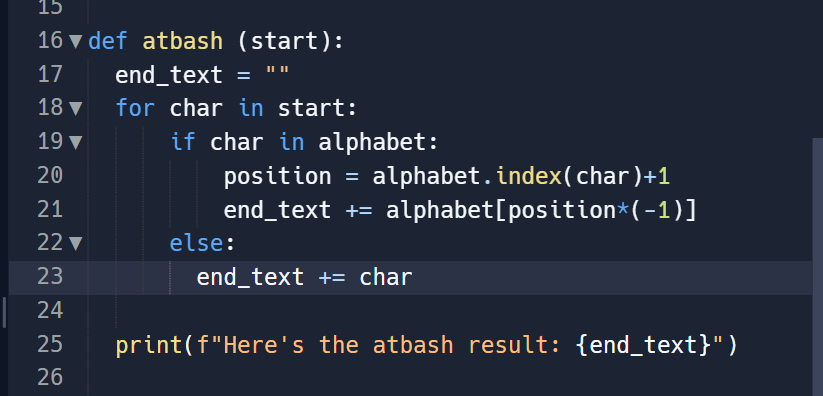 15
16 def atbash (start):
17 end_text = ""
18 for char in start:
19 if char in alphabet:
20 position = alphabet.index(char)+1
21 end_text += alphabet[position*(-1)]
22 else:
23 end_text += char
24
25 print(f"Here's the atbash result: {end_text}")
26